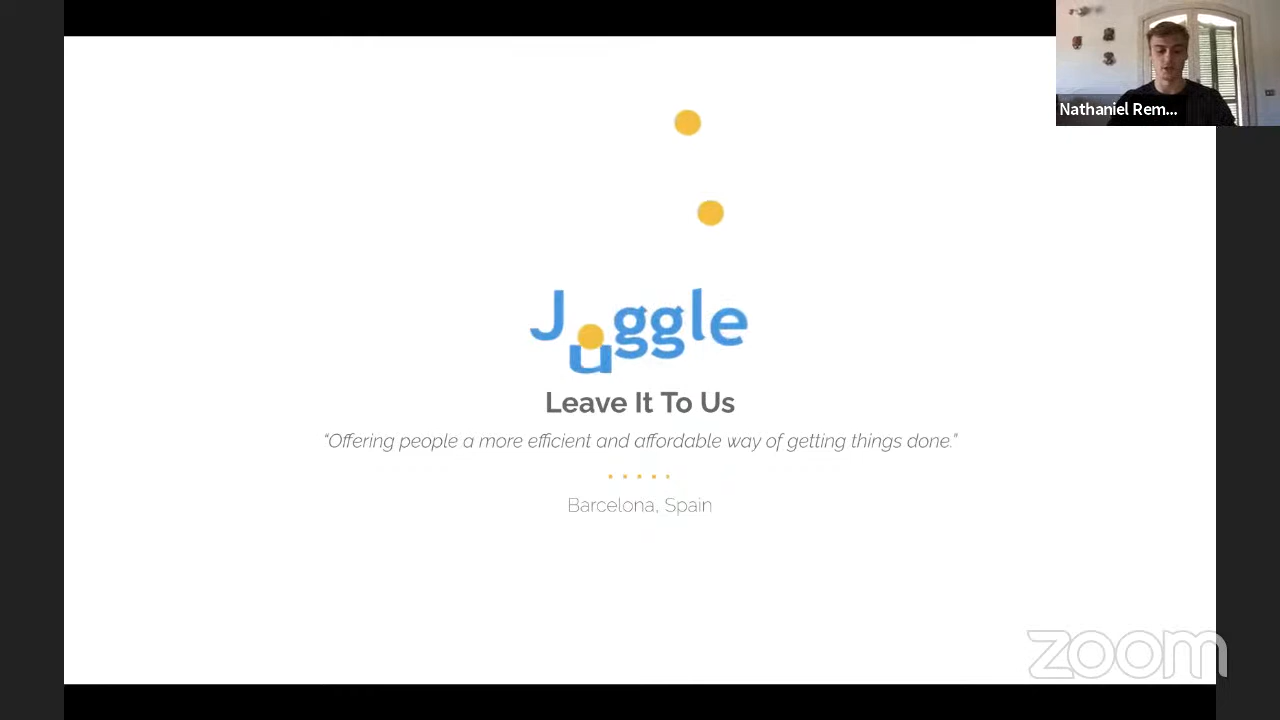 Nathaniel Rem...
Juggle
Leave It To Us
“Offering people a more efficient and affordable way of getting things done.”
Barcelona, Spain
zoom